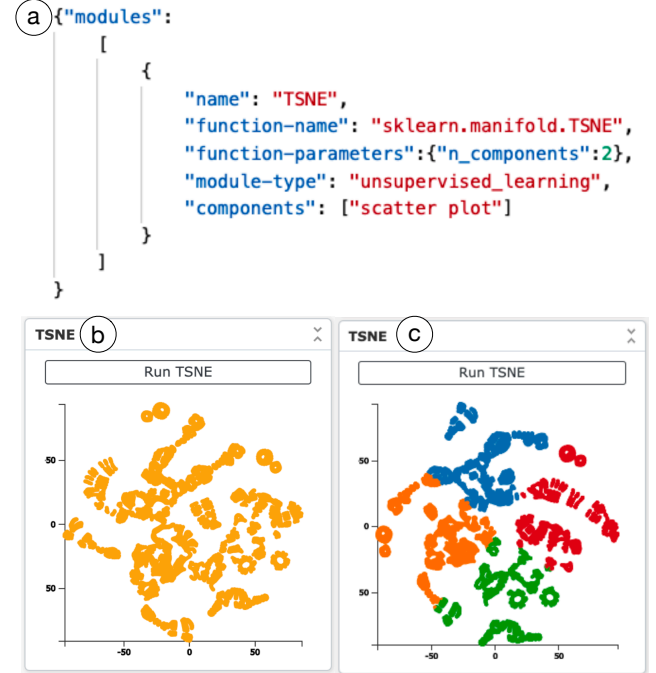 a {"modules":
[
{
"name": "TSNE",
"function-name": "sklearn.manifold.TSNE",
"function-parameters":{"n_components":2},
"module-type": "unsupervised_learning",
"components": ["scatter plot"]
}
]
}
TSNE b
Run TSNE
50
0
50
-50 0 50
TSNE c
Run TSNE
50
0
50
-50 0 50